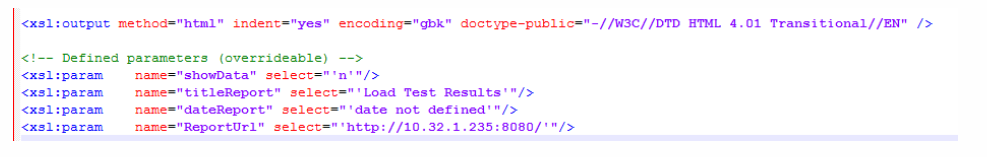 <xsl:output method="html" indent="yes" encoding="gbk" doctype-public="-//W3C//DTD HTML 4.01 Transitional//EN" />
<!-- Defined parameters (overrideable) -->
<xsl:param    name="showData" select="'n'"/>
<xsl:param    name="titleReport" select="'Load Test Results'"/>
<xsl:param    name="dateReport" select="'date not defined'"/>
<xsl:param    name="ReportUrl" select="'http://10.32.1.235:8080/'"/>